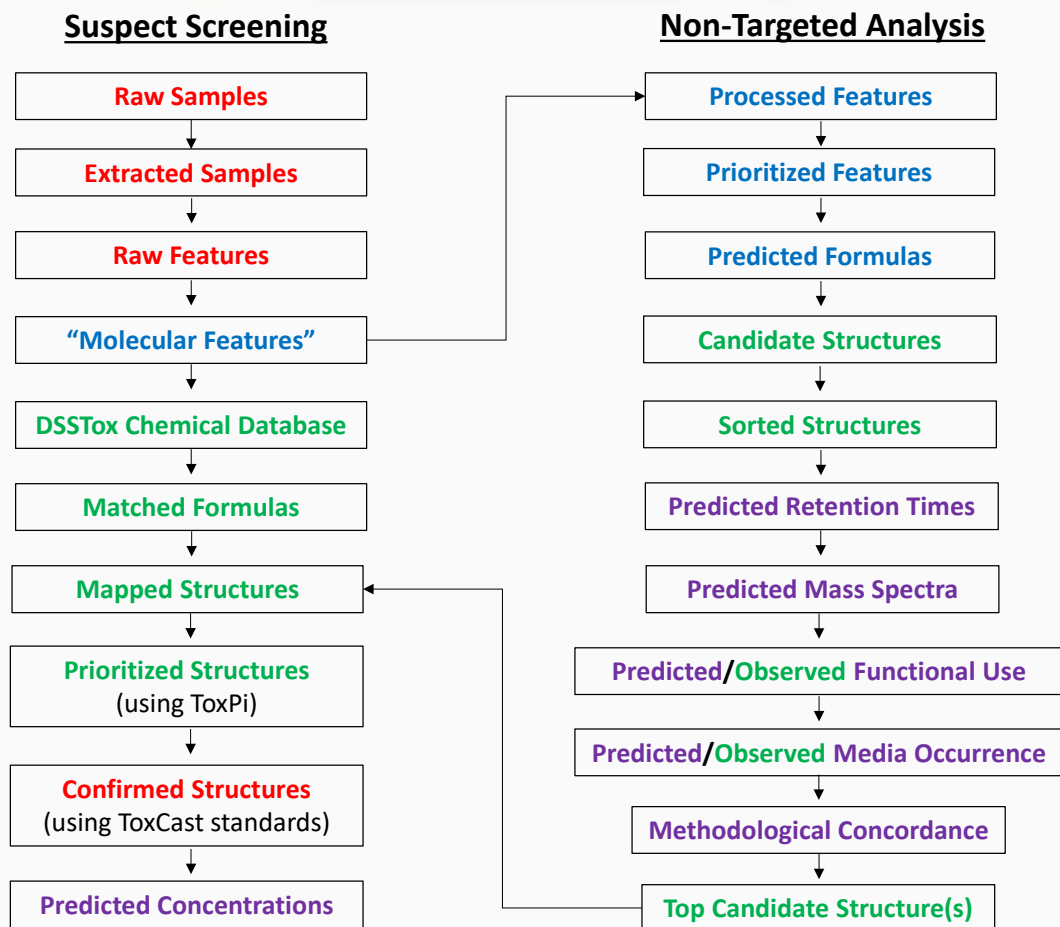 Suspect Screening
Raw Samples
Extracted Samples
Raw Features
“Molecular Features”
DSSTox Chemical Database
Matched Formulas
Mapped Structures
Prioritized Structures
(using ToxPi)
Confirmed Structures
(using ToxCast standards)
Predicted Concentrations
Non-Targeted Analysis
Processed Features
Prioritized Features
Predicted Formulas
Candidate Structures
Sorted Structures
Predicted Retention Times
Predicted Mass Spectra
Predicted/Observed Functional Use
Predicted/Observed Media Occurrence
Methodological Concordance
Top Candidate Structure(s)